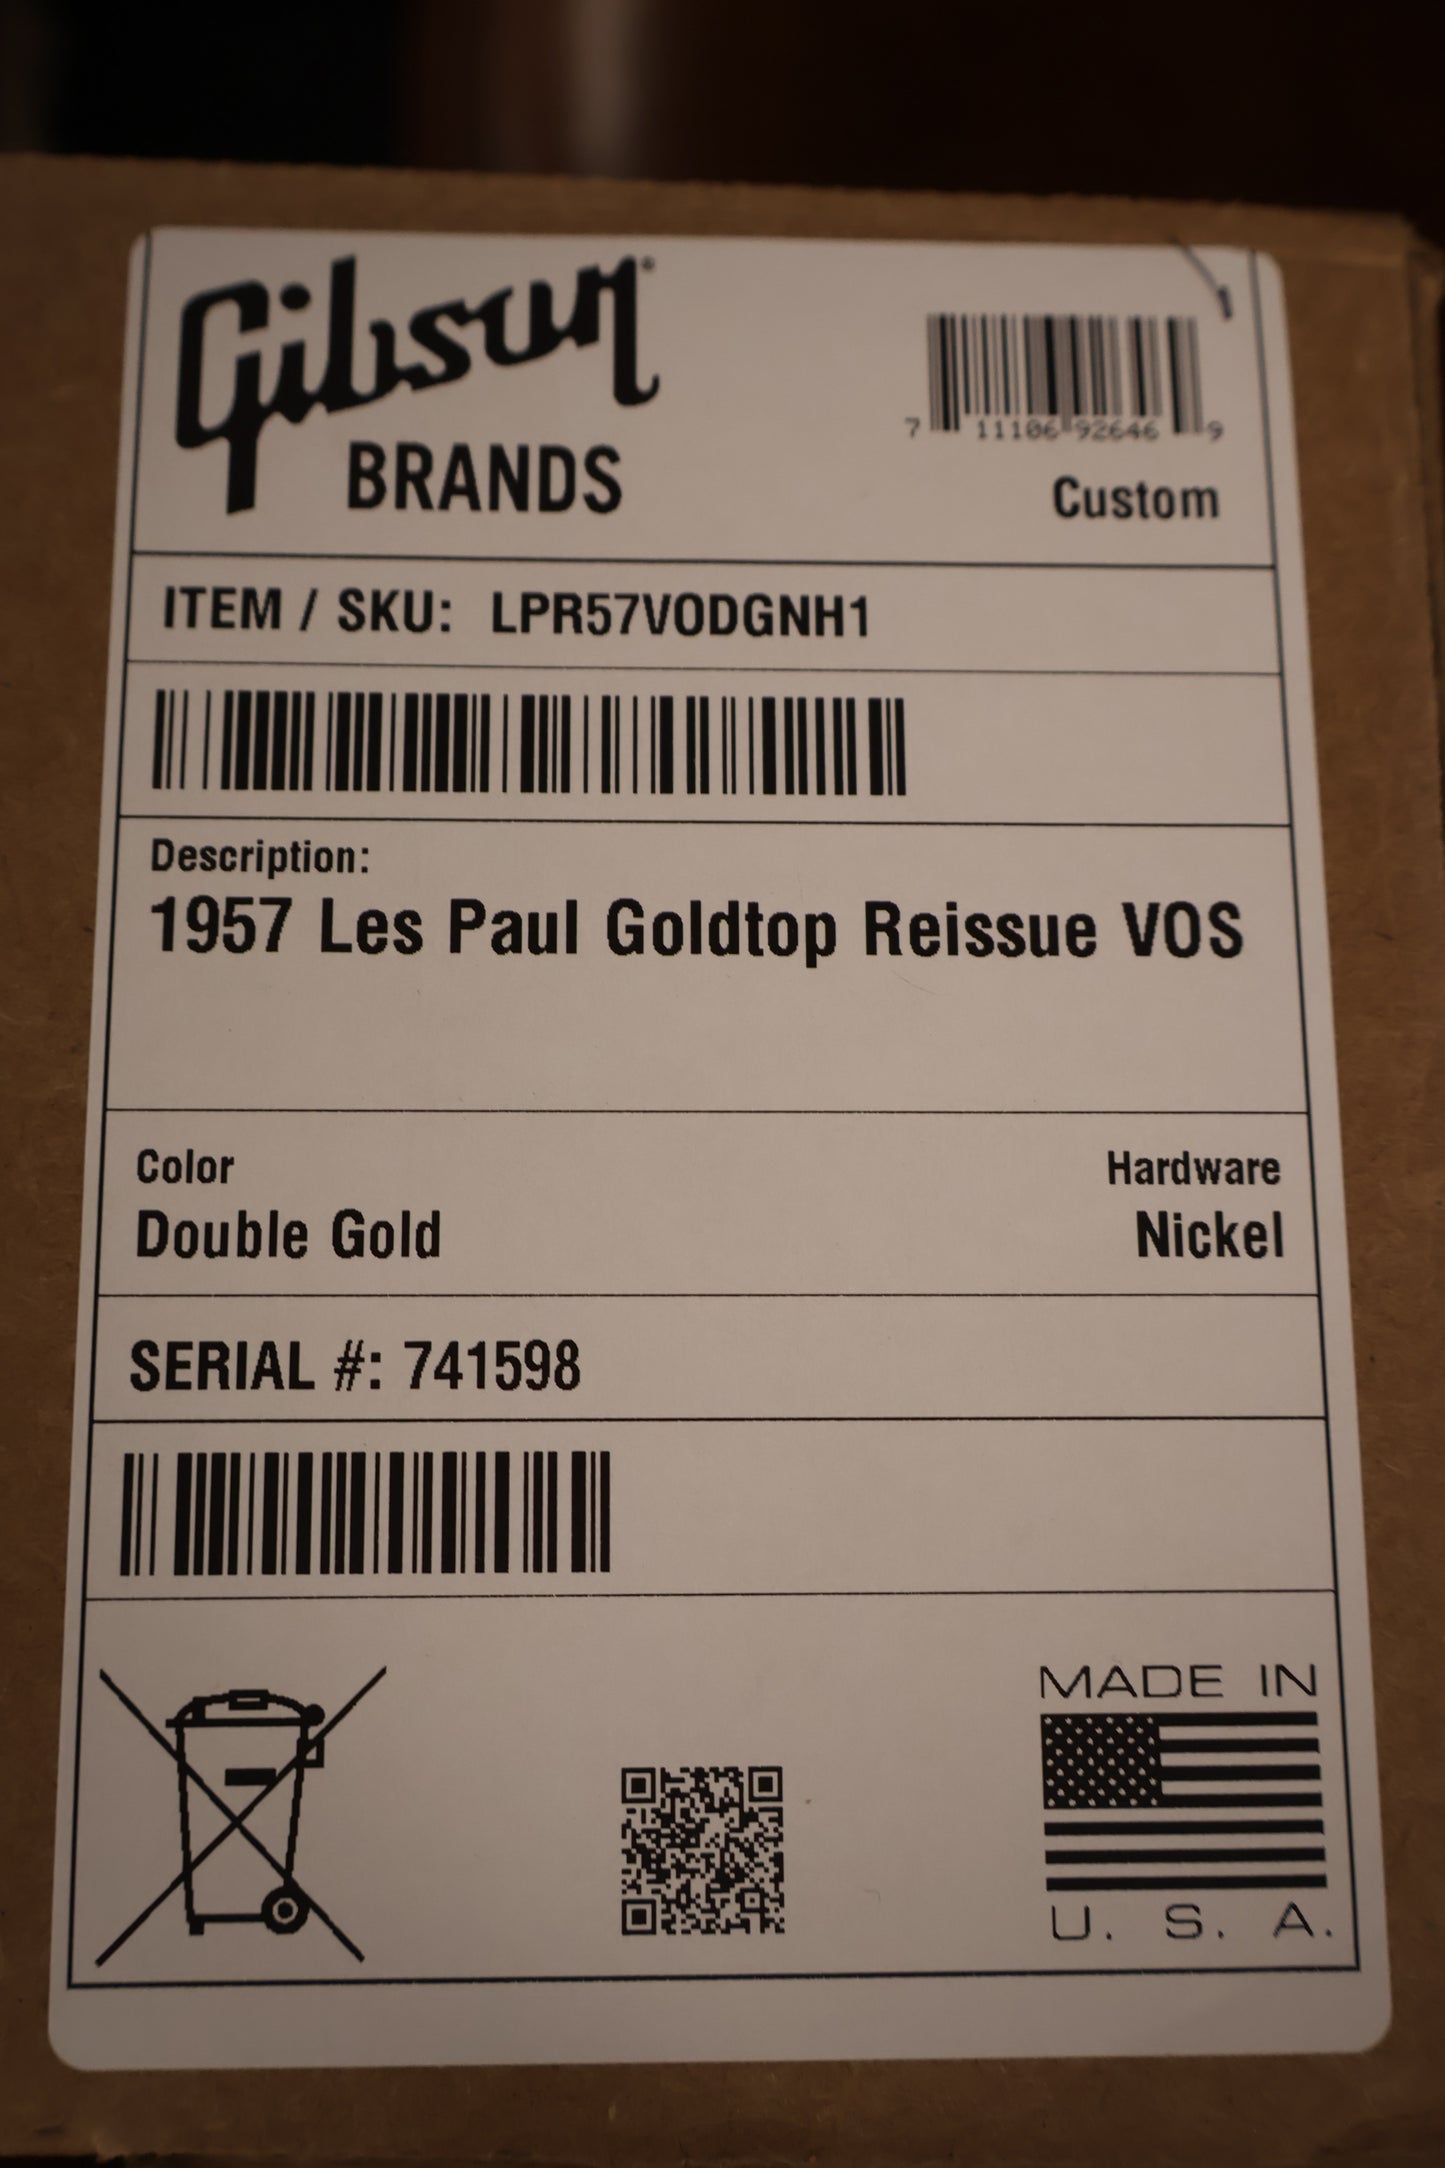 Gibson®
BRANDS
7 11106 92646 9
Custom
ITEM / SKU: LPR57VODGNH1
Description:
1957 Les Paul Goldtop Reissue VOS
Color
Hardware
Double Gold
Nickel
SERIAL #: 741598
MADE IN
U. S. A.